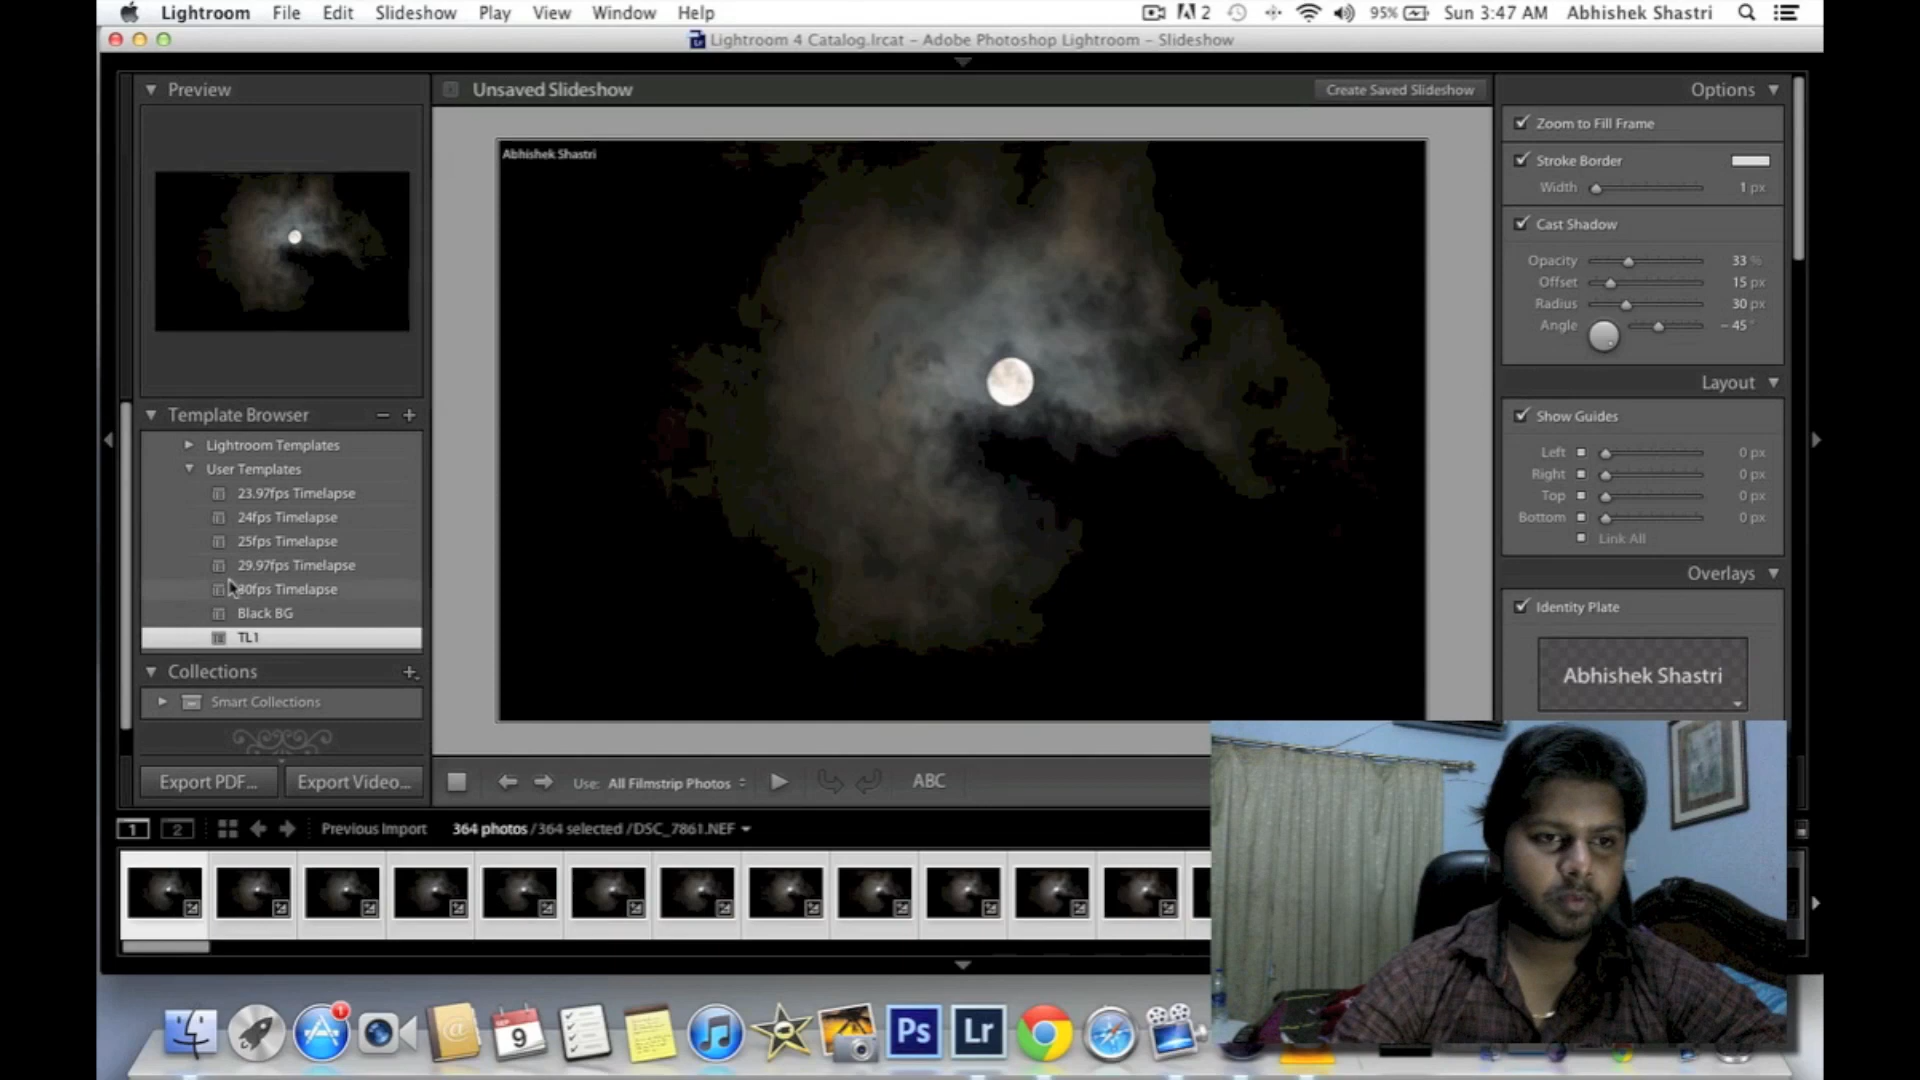 Lightroom File Edit Slideshow Play View Window Help
2 95% Sun 3:47 AM Abhishek Shastri
Lightroom 4 Catalog.lrcat – Adobe Photoshop Lightroom – Slideshow
Preview
Unsaved Slideshow
Create Saved Slideshow
Abhishek Shastri
Template Browser
Lightroom Templates
User Templates
23.97fps Timelapse
24fps Timelapse
25fps Timelapse
29.97fps Timelapse
30fps Timelapse
Black BG
TL1
Collections
Smart Collections
Export PDF...
Export Video...
Options
Zoom to Fill Frame
Stroke Border
Width 1 px
Cast Shadow
Opacity 33 %
Offset 15 px
Radius 30 px
Angle – 45 °
Layout
Show Guides
Left 0 px
Right 0 px
Top 0 px
Bottom 0 px
Link All
Overlays
Identity Plate
Abhishek Shastri
Use: All Filmstrip Photos
ABC
1 2 Previous Import 364 photos / 364 selected / DSC_7861.NEF
1
SEP
9
Ps
Lr